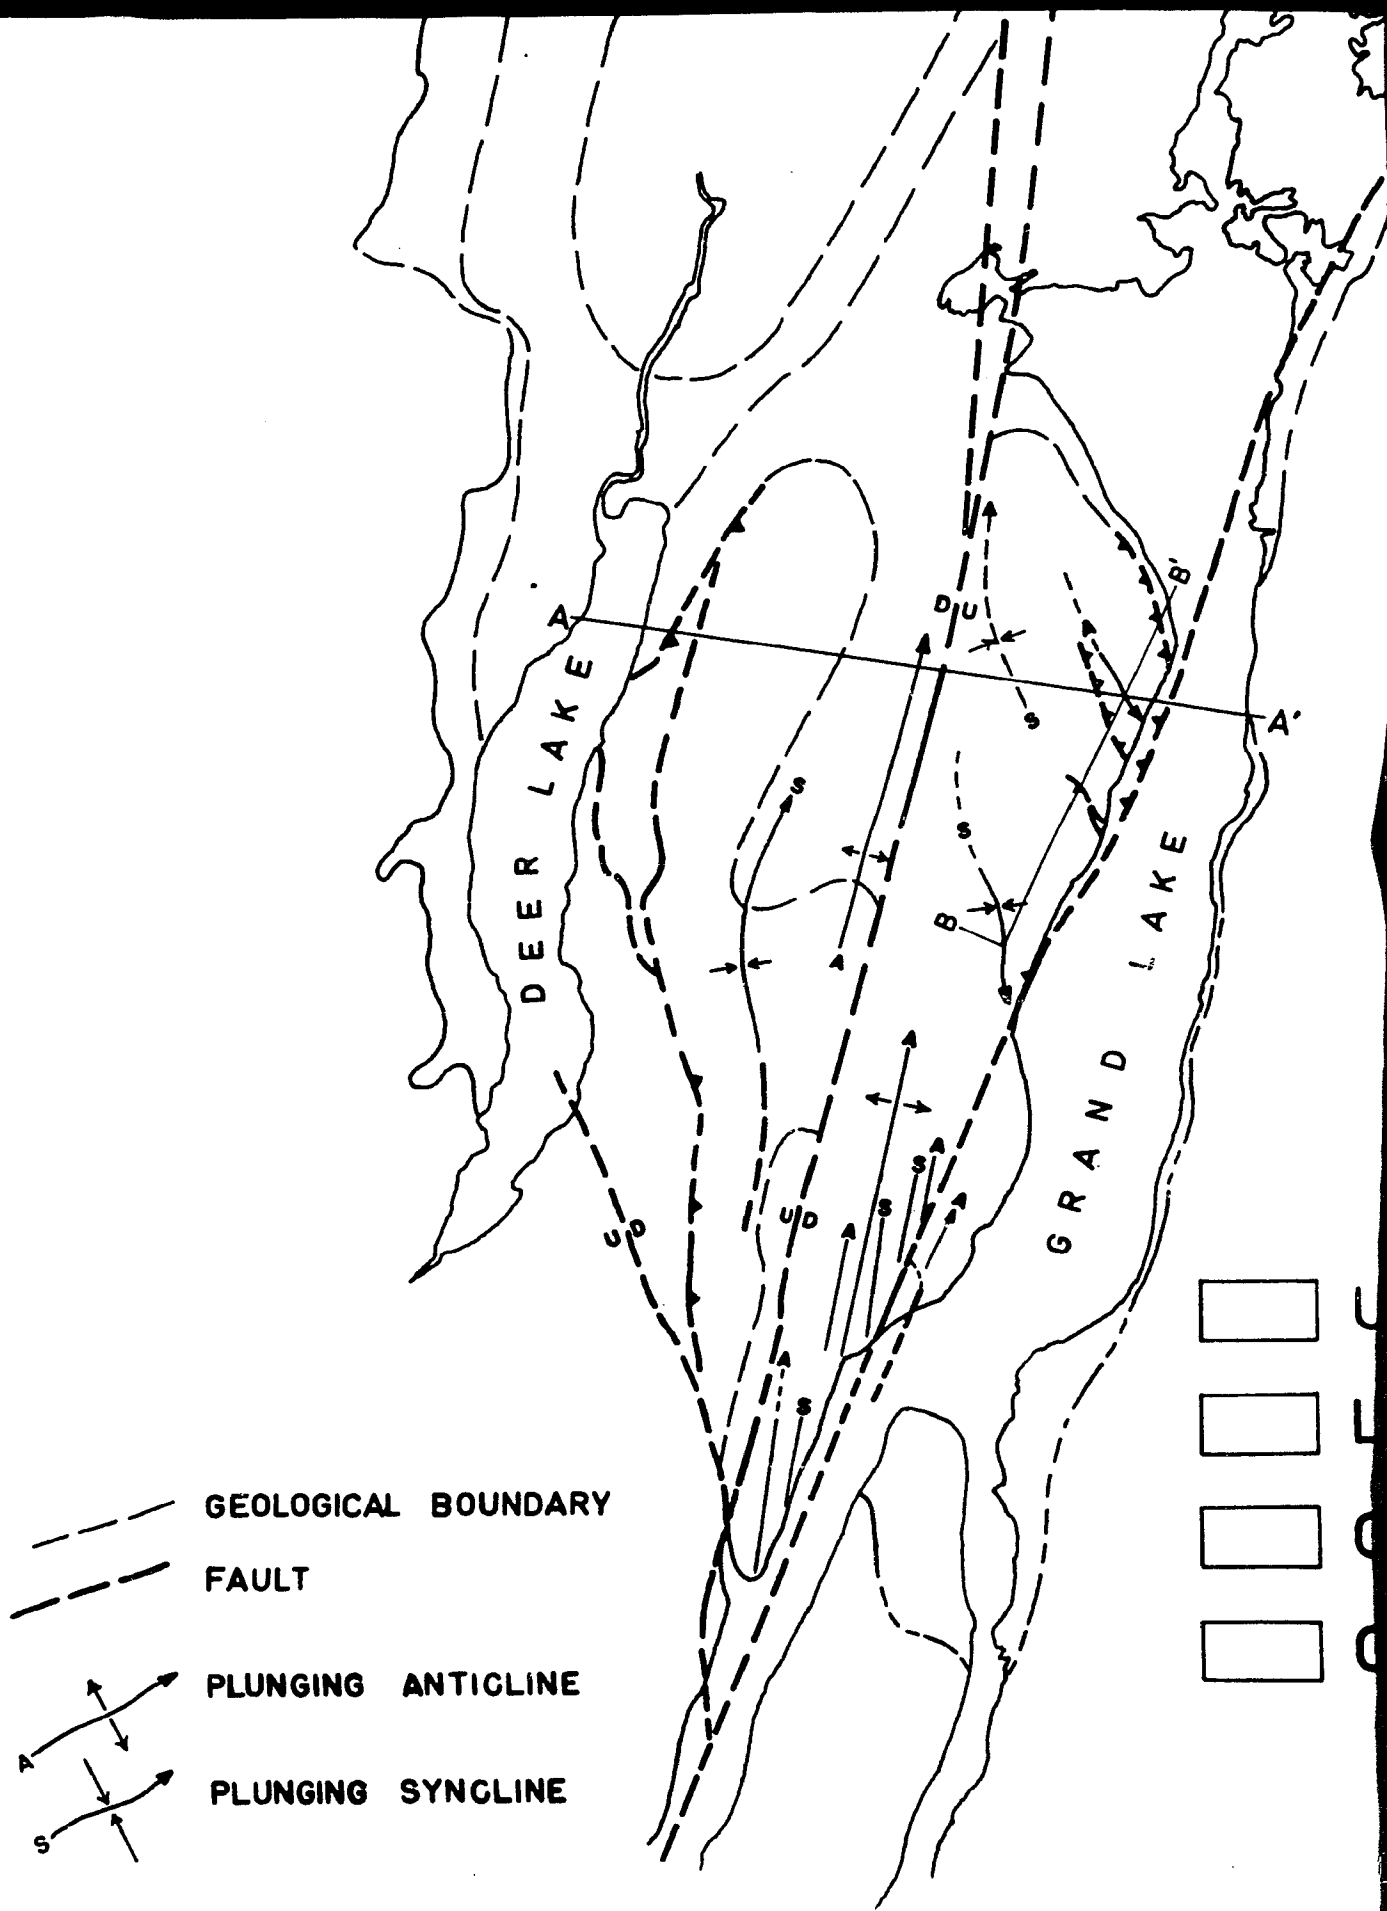 D U
B'
A
A
S
A'
DEER LAKE
S
S
A
B
GRAND LAKE
A
A
S
A
S
A
U D
U D
A
S
GEOLOGICAL BOUNDARY
FAULT
A
PLUNGING ANTICLINE
S
PLUNGING SYNCLINE